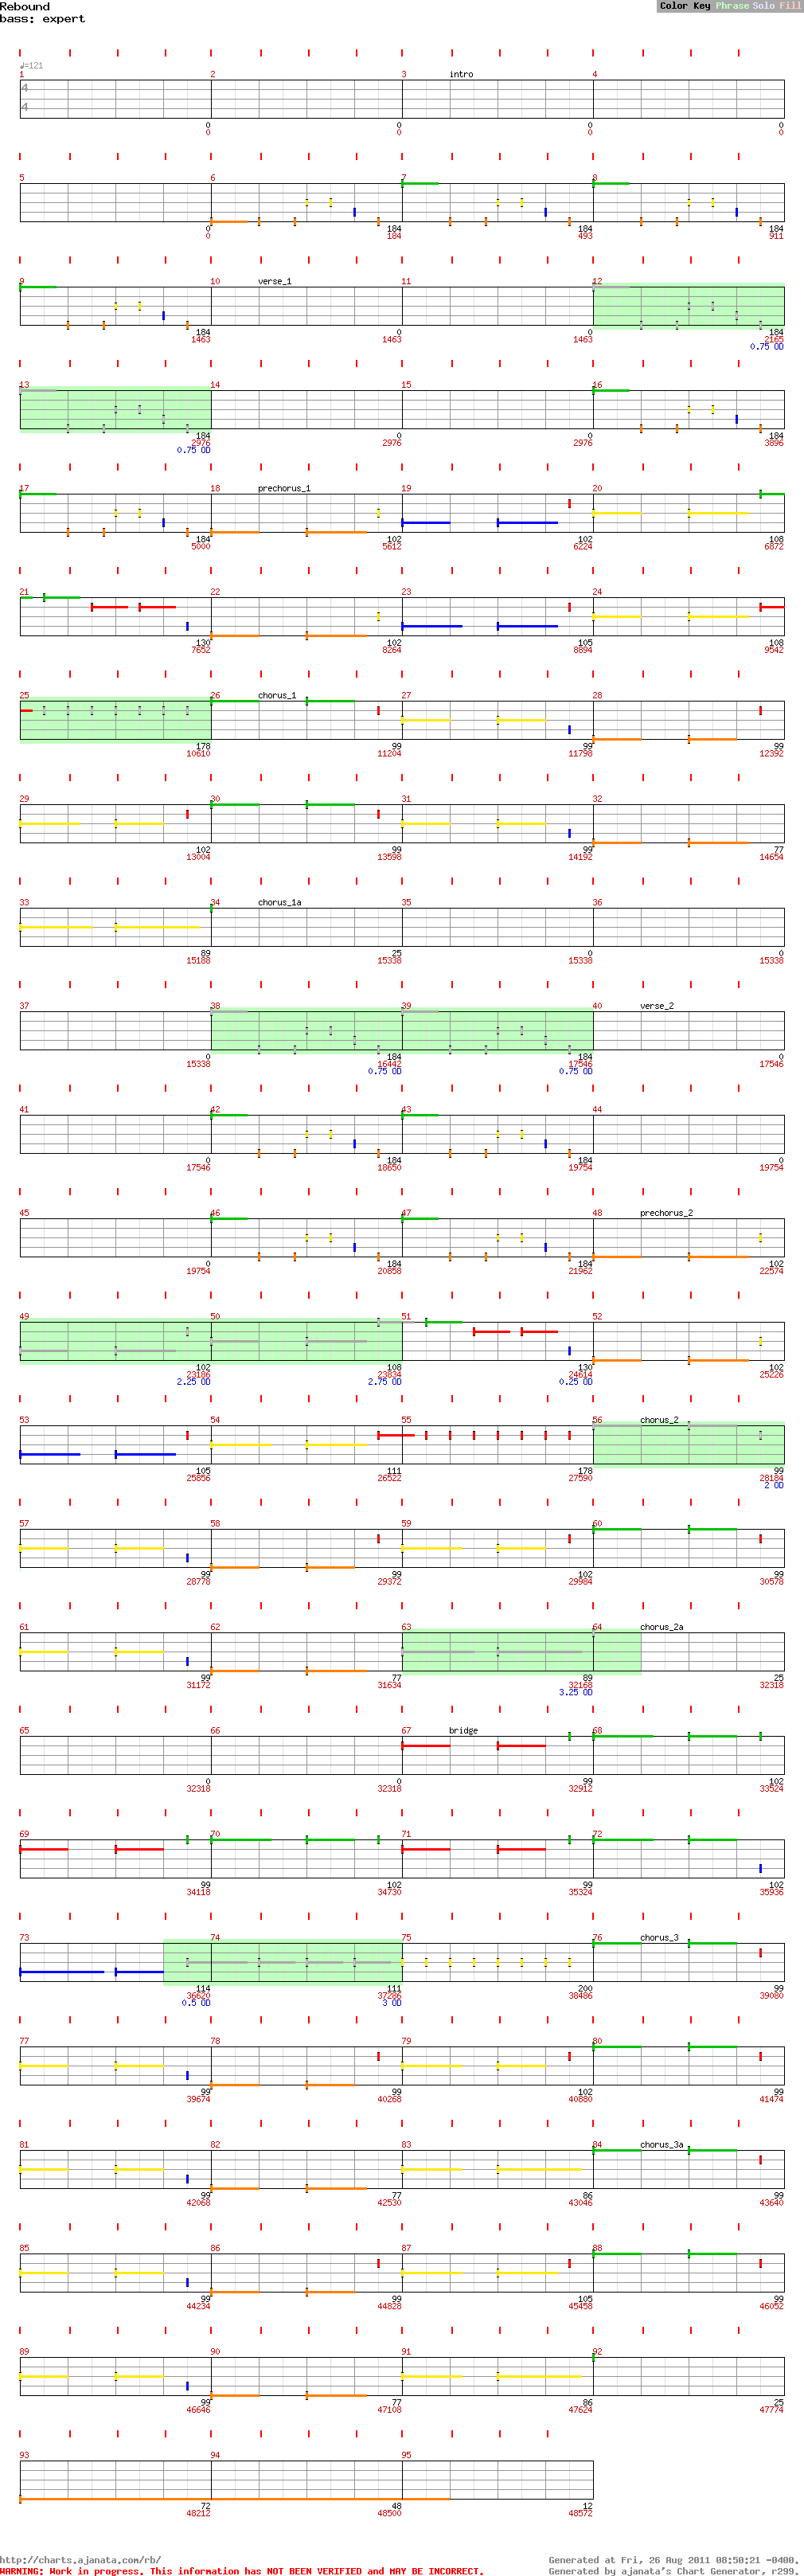 Rebound
Color Key Phrase Solo Fill
bass: expert
♩=121
1 2 3 intro 4
4
4
0 0 0 0
0 0 0 0
5 6 7 8
0 184 184 184
0 184 493 911
9 10 verse_1 11 12
184 0 0 184
1463 1463 1463 2165
0.75 OD
13 14 15 16
184 0 0 184
2976 2976 2976 3896
0.75 OD
17 18 prechorus_1 19 20
184 102 102 108
5000 5612 6224 6872
21 22 23 24
130 102 105 108
7652 8264 8894 9542
25 26 chorus_1 27 28
178 99 99 99
10610 11204 11798 12392
29 30 31 32
102 99 99 77
13004 13598 14192 14654
33 34 chorus_1a 35 36
89 25 0 0
15188 15338 15338 15338
37 38 39 40 verse_2
0 184 184 0
15338 16442 17546 17546
0.75 OD 0.75 OD
41 42 43 44
0 184 184 0
17546 18650 19754 19754
45 46 47 48 prechorus_2
0 184 184 102
19754 20858 21962 22574
49 50 51 52
102 108 130 102
23186 23834 24614 25226
2.25 OD 2.75 OD 0.25 OD
53 54 55 56 chorus_2
105 111 178 99
25856 26522 27590 28184
2 OD
57 58 59 60
99 99 102 99
28778 29372 29984 30578
61 62 63 64 chorus_2a
99 77 89 25
31172 31634 32168 32318
3.25 OD
65 66 67 bridge 68
0 0 99 102
32318 32318 32912 33524
69 70 71 72
99 102 99 102
34118 34730 35324 35936
73 74 75 76 chorus_3
114 111 200 99
36620 37286 38486 39080
0.5 OD 3 OD
77 78 79 80
99 99 102 99
39674 40268 40880 41474
81 82 83 84 chorus_3a
99 77 86 99
42068 42530 43046 43640
85 86 87 88
99 99 105 99
44234 44828 45458 46052
89 90 91 92
99 77 86 25
46646 47108 47624 47774
93 94 95
72 48 12
48212 48500 48572
http://charts.ajanata.com/rb/
Generated at Fri, 26 Aug 2011 08:50:21 -0400.
WARNING: Work in progress. This information has NOT BEEN VERIFIED and MAY BE INCORRECT.
Generated by ajanata's Chart Generator, r299.